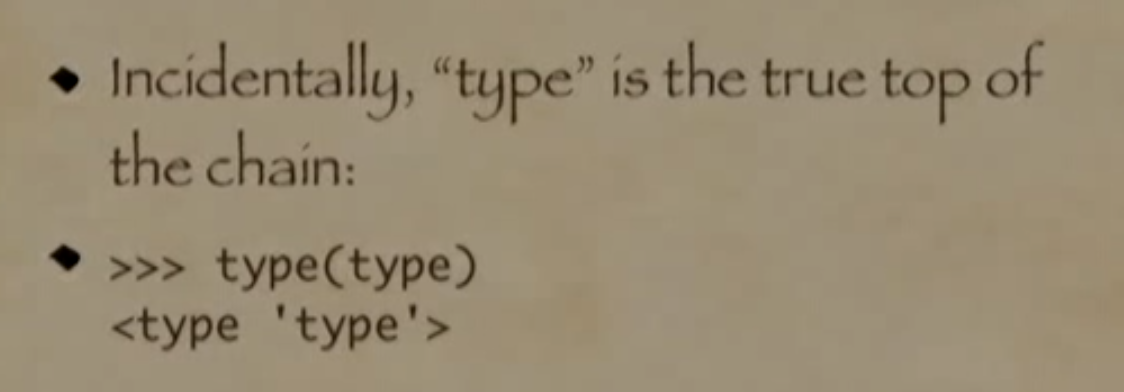 Incidentally, “type” is the true top of
the chain:
>>> type(type)
<type 'type'>